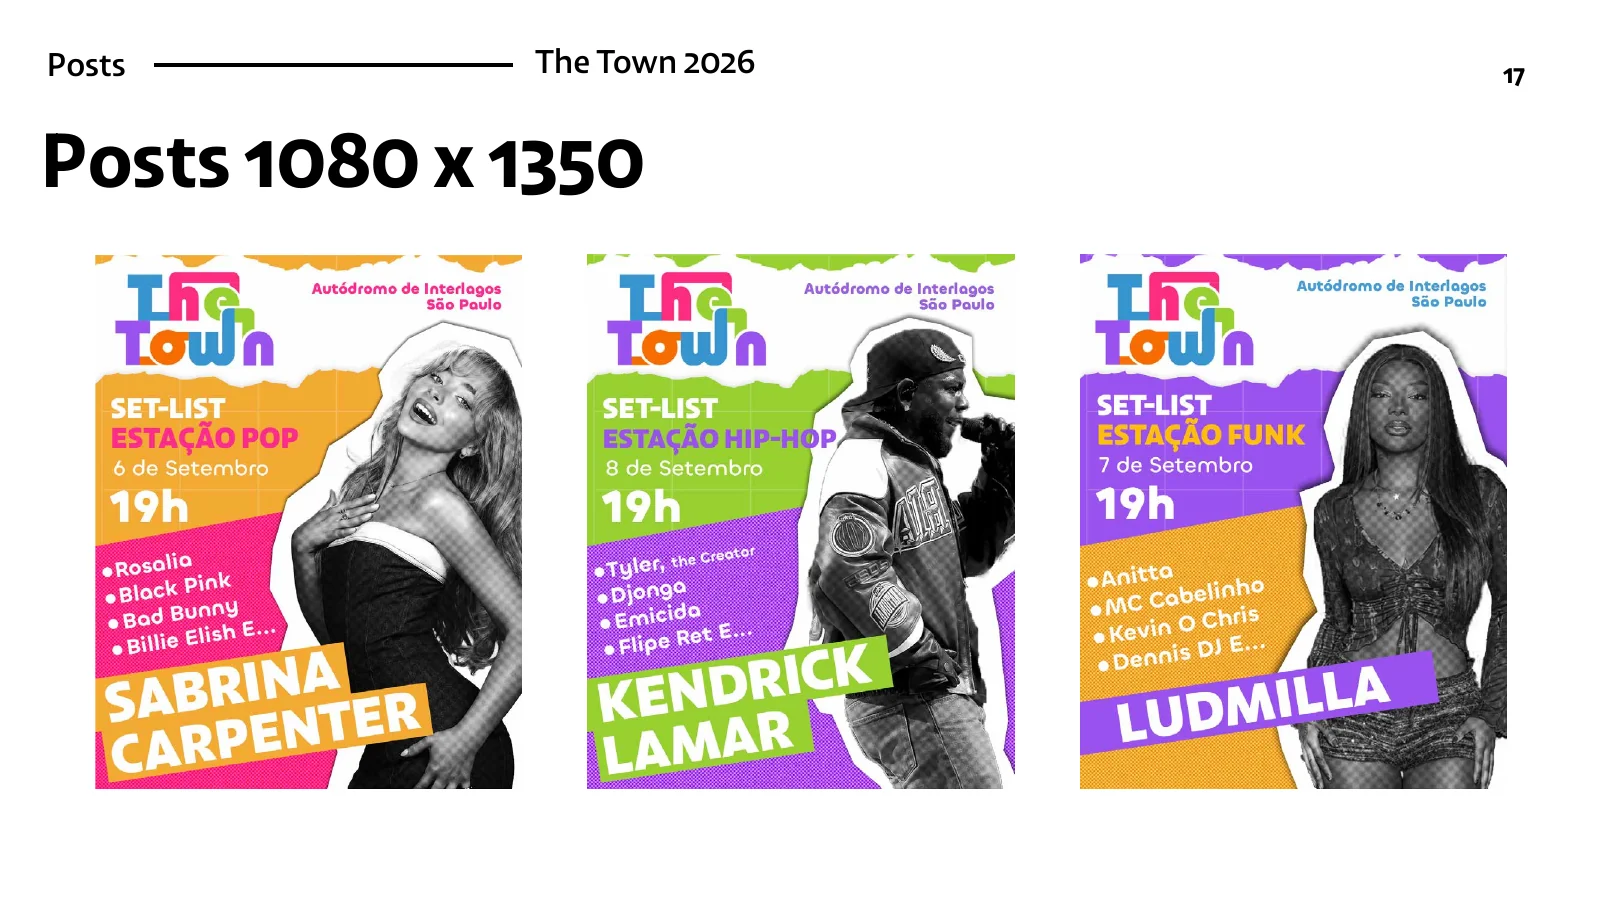 Posts
The Town 2026
17
Posts 1080 x 1350
The
Town
Autódromo de Interlagos
São Paulo
SET-LIST
ESTAÇÃO POP
6 de Setembro
19h
•Rosalia
•Black Pink
•Bad Bunny
•Billie Elish E...
SABRINA
CARPENTER
The
Town
Autódromo de Interlagos
São Paulo
SET-LIST
ESTAÇÃO HIP-HOP
8 de Setembro
19h
•Tyler, the Creator
•Djonga
•Emicida
•Flipe Ret E...
KENDRICK
LAMAR
The
Town
Autódromo de Interlagos
São Paulo
SET-LIST
ESTAÇÃO FUNK
7 de Setembro
19h
•Anitta
•MC Cabelinho
•Kevin O Chris
•Dennis DJ E...
LUDMILLA